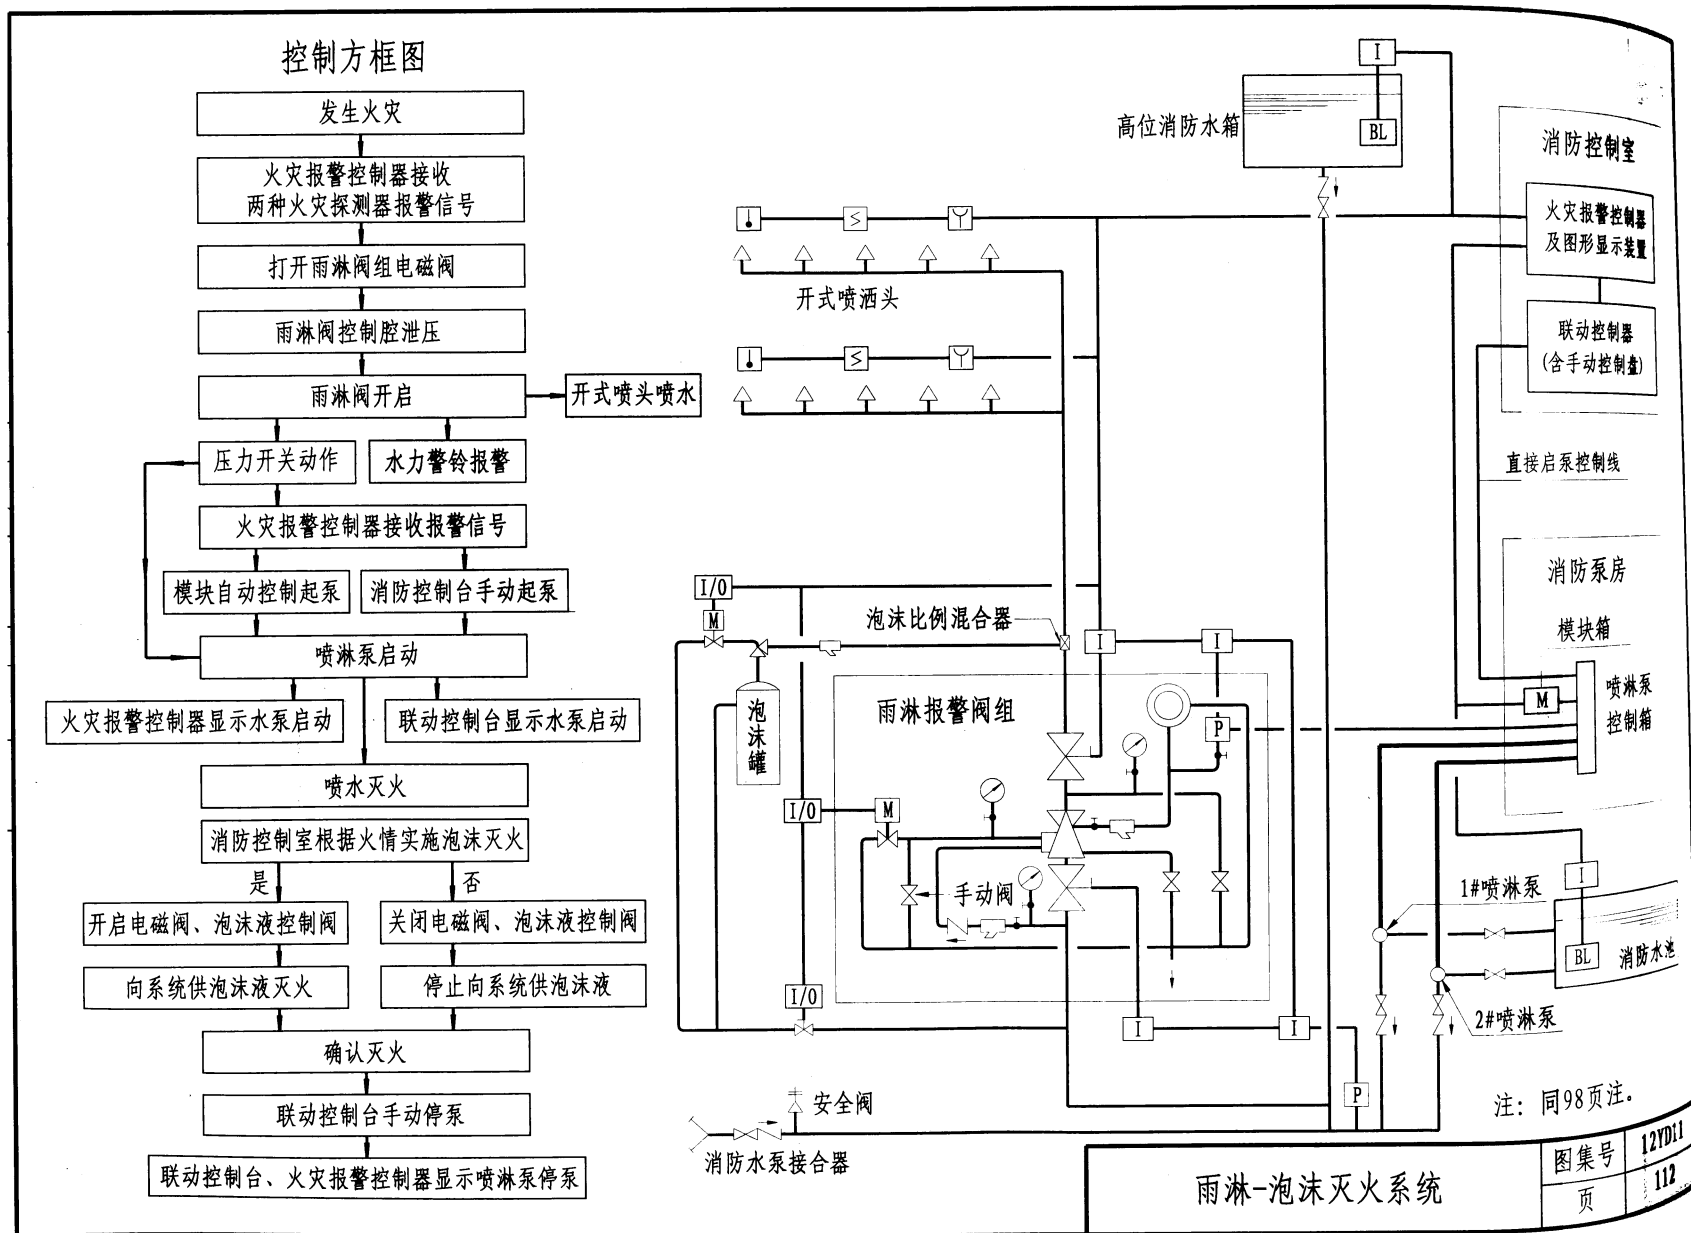 控制方框图
发生火灾
火灾报警控制器接收
两种火灾探测器报警信号
打开雨淋阀组电磁阀
雨淋阀控制腔泄压
雨淋阀开启
开式喷头喷水
压力开关动作
水力警铃报警
火灾报警控制器接收报警信号
模块自动控制起泵
消防控制台手动起泵
喷淋泵启动
火灾报警控制器显示水泵启动
联动控制台显示水泵启动
喷水灭火
消防控制室根据火情实施泡沫灭火
是
否
开启电磁阀、泡沫液控制阀
关闭电磁阀、泡沫液控制阀
向系统供泡沫液灭火
停止向系统供泡沫液
确认灭火
联动控制台手动停泵
联动控制台、火灾报警控制器显示喷淋泵停泵
I
BL
高位消防水箱
S
开式喷洒头
S
I/O
M
泡沫比例混合器
I
I
泡沫罐
雨淋报警阀组
P
I/O
M
手动阀
I/O
I
I
P
安全阀
消防水泵接合器
消防控制室
火灾报警控制器
及图形显示装置
联动控制器
(含手动控制盘)
直接启泵控制线
消防泵房
模块箱
M
喷淋泵
控制箱
1#喷淋泵
I
BL
消防水池
2#喷淋泵
注：同98页注。
雨淋-泡沫灭火系统
图集号
12YD11
页
112